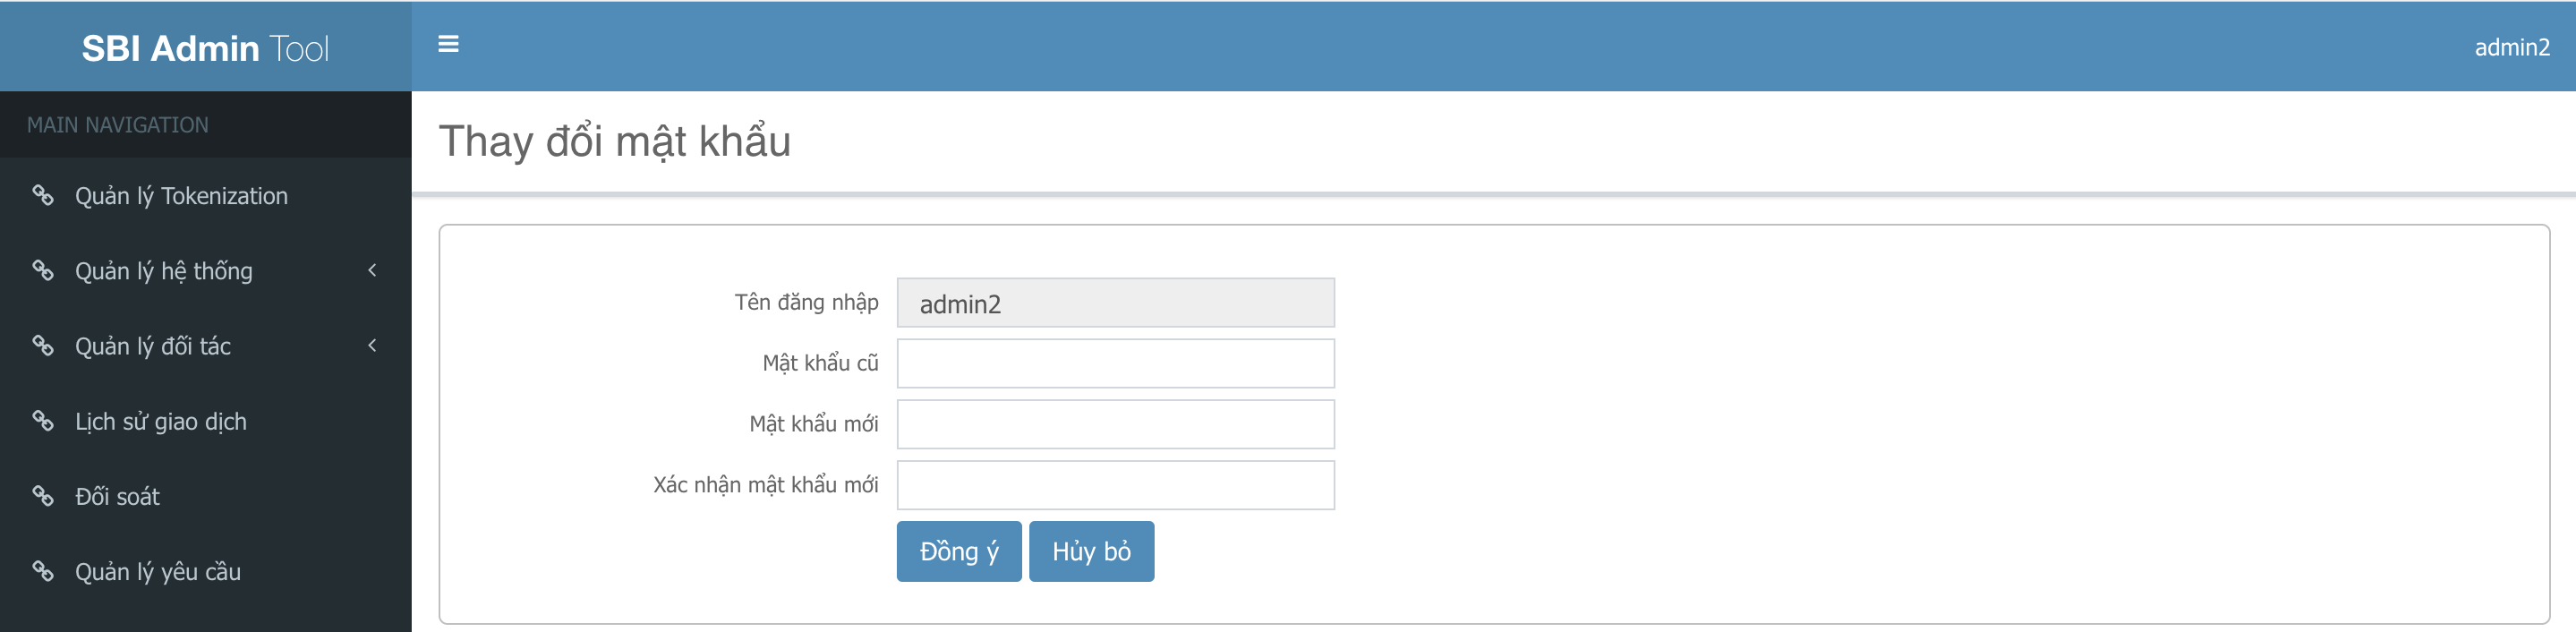 SBI Admin Tool
admin2
MAIN NAVIGATION
Quản lý Tokenization
Quản lý hệ thống
Quản lý đối tác
Lịch sử giao dịch
Đối soát
Quản lý yêu cầu
Thay đổi mật khẩu
Tên đăng nhập admin2
Mật khẩu cũ
Mật khẩu mới
Xác nhận mật khẩu mới
Đồng ý Hủy bỏ